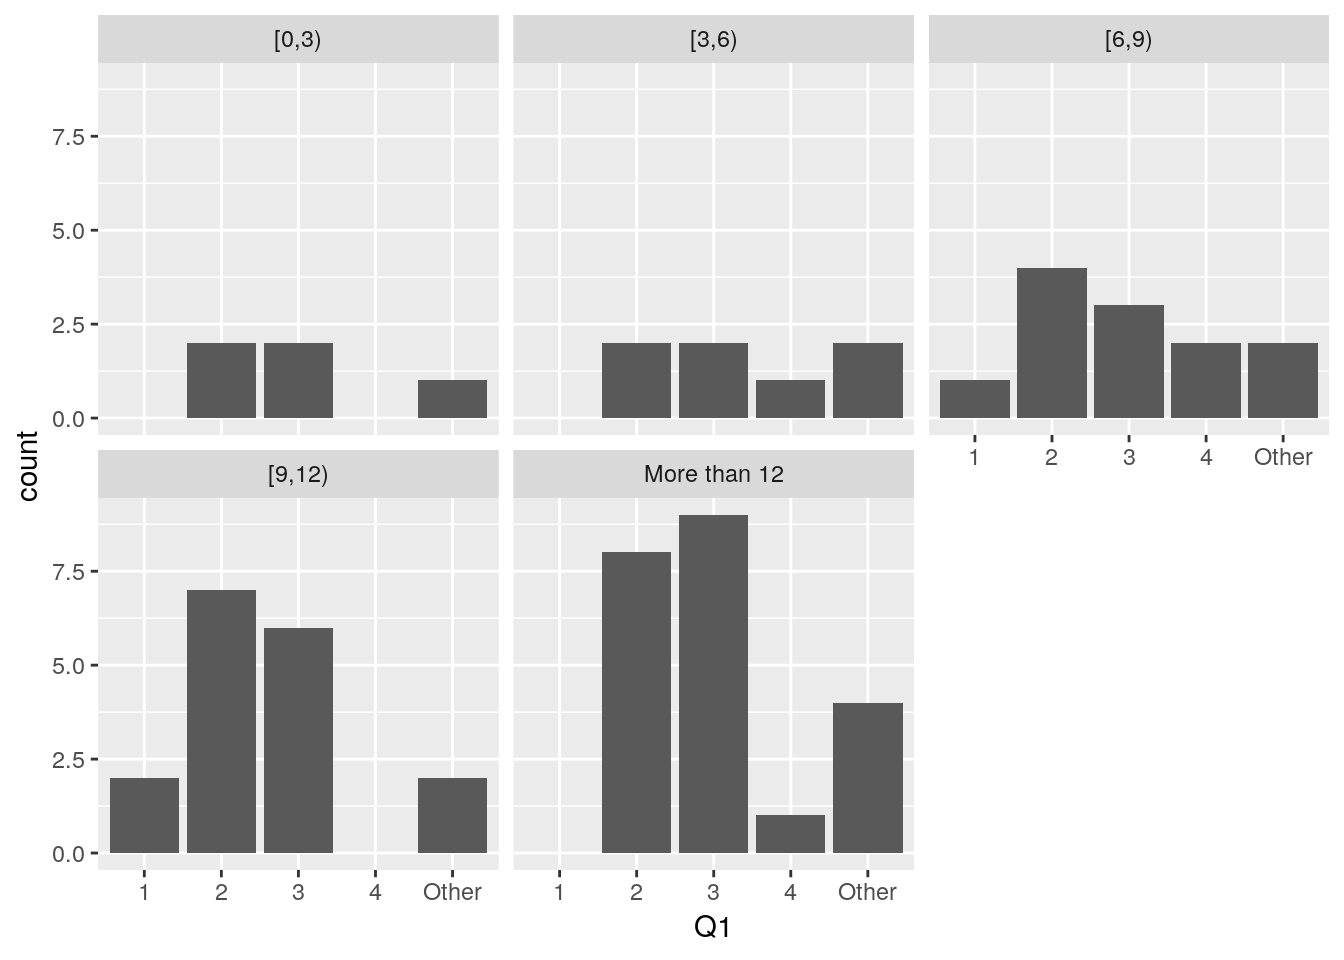 [0,3)
[3,6)
[6,9)
7.5
5.0
2.5
0.0
1 2 3 4 Other
count
[9,12)
More than 12
7.5
5.0
2.5
0.0
1 2 3 4 Other
1 2 3 4 Other
Q1